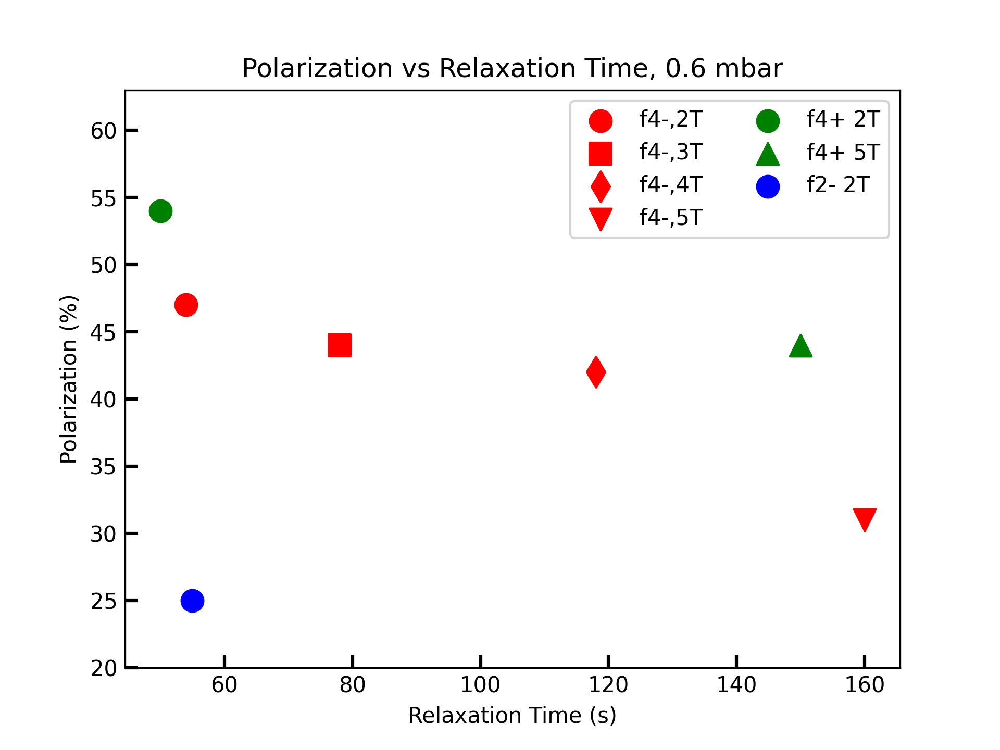 Polarization vs Relaxation Time, 0.6 mbar
f4-,2T
f4-,3T
f4-,4T
f4-,5T
f4+ 2T
f4+ 5T
f2- 2T
Polarization (%)
60
55
50
45
40
35
30
25
20
60 80 100 120 140 160
Relaxation Time (s)